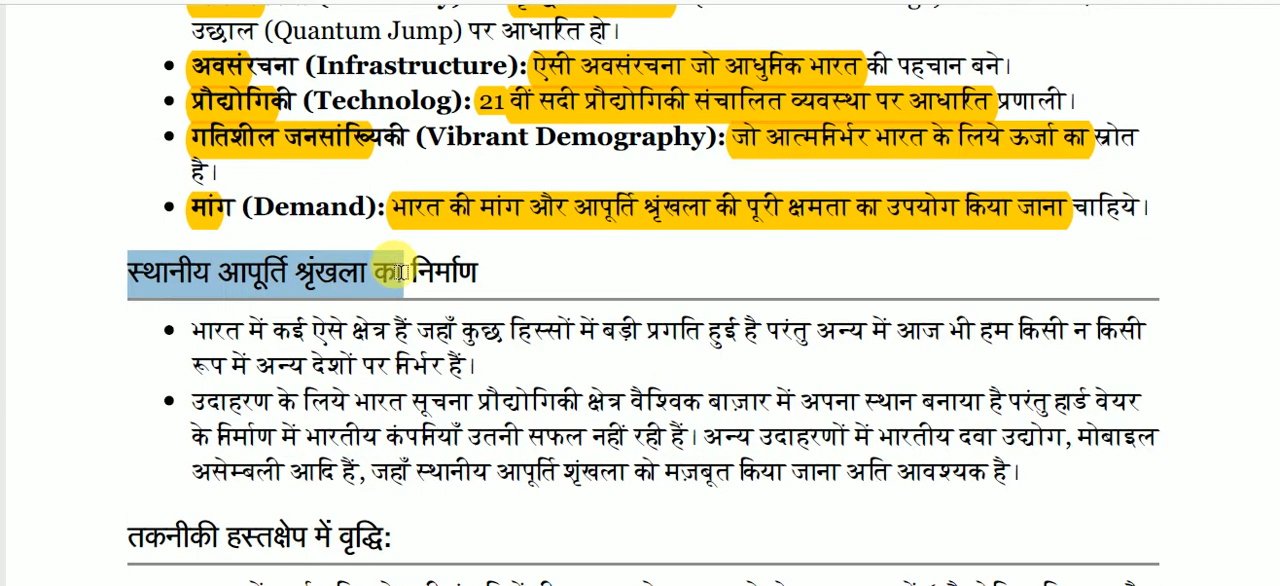 उछाल (Quantum Jump) पर आधारित हो।
• अवसंरचना (Infrastructure): ऐसी अवसंरचना जो आधुनिक भारत की पहचान बने।
• प्रौद्योगिकी (Technolog): 21 वीं सदी प्रौद्योगिकी संचालित व्यवस्था पर आधारित प्रणाली।
• गतिशील जनसांख्यिकी (Vibrant Demography): जो आत्मनिर्भर भारत के लिये ऊर्जा का स्रोत
है।
• मांग (Demand): भारत की मांग और आपूर्ति श्रृंखला की पूरी क्षमता का उपयोग किया जाना चाहिये।
स्थानीय आपूर्ति श्रृंखला का निर्माण
• भारत में कई ऐसे क्षेत्र हैं जहाँ कुछ हिस्सों में बड़ी प्रगति हुई है परंतु अन्य में आज भी हम किसी न किसी
रूप में अन्य देशों पर निर्भर हैं।
• उदाहरण के लिये भारत सूचना प्रौद्योगिकी क्षेत्र वैश्विक बाज़ार में अपना स्थान बनाया है परंतु हार्ड वेयर
के निर्माण में भारतीय कंपनियाँ उतनी सफल नहीं रही हैं। अन्य उदाहरणों में भारतीय दवा उद्योग, मोबाइल
असेम्बली आदि हैं, जहाँ स्थानीय आपूर्ति शृंखला को मज़बूत किया जाना अति आवश्यक है।
तकनीकी हस्तक्षेप में वृद्धि: